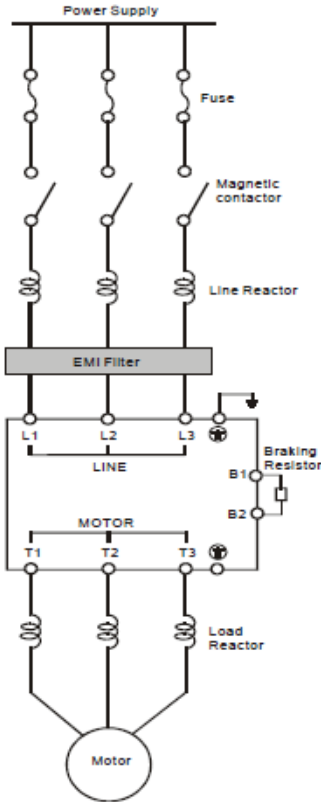 Power Supply
Fuse
Magnetic
contactor
Line Reactor
EMI Filter
L1 L2 L3
LINE
Braking
Resistor
B1
B2
MOTOR
T1 T2 T3
Load
Reactor
Motor